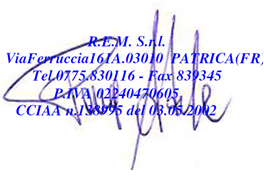 R.E.M. S.r.l.
ViaFerruccia161A.03010 PATRICA(FR)
Tel.0775.830116 - Fax 839345
P.IVA 02240470605
CCIAA n.138995 del 03.05.2002